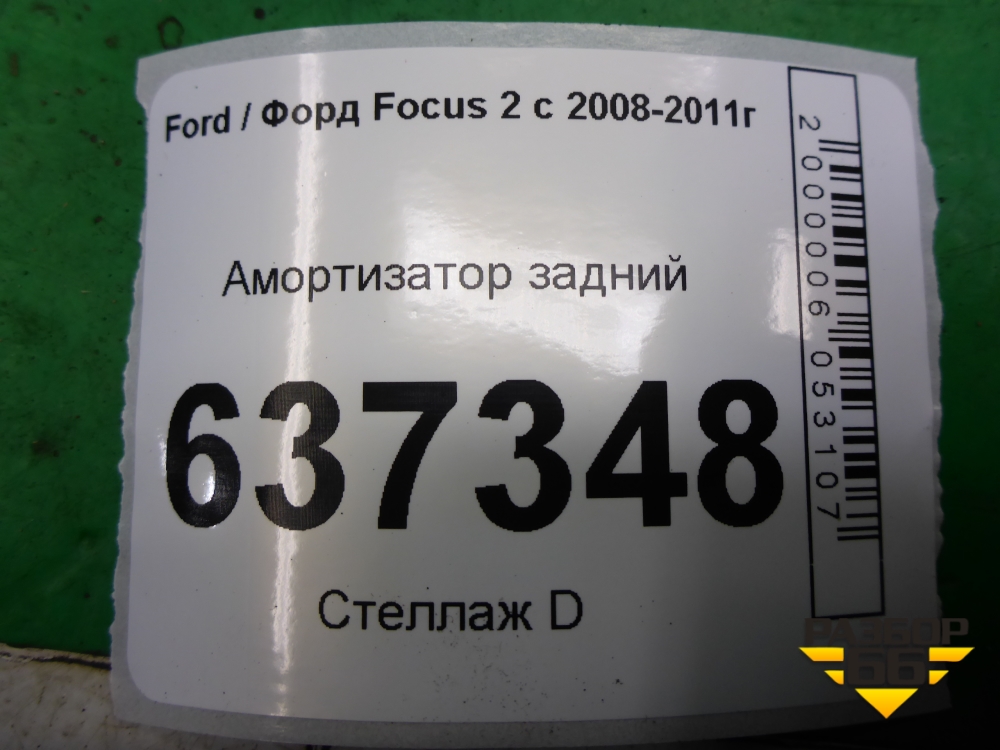 Ford / Форд Focus 2 с 2008-2011г
Амортизатор задний
637348
Стеллаж D
2000006053107
РАЗБОР
66